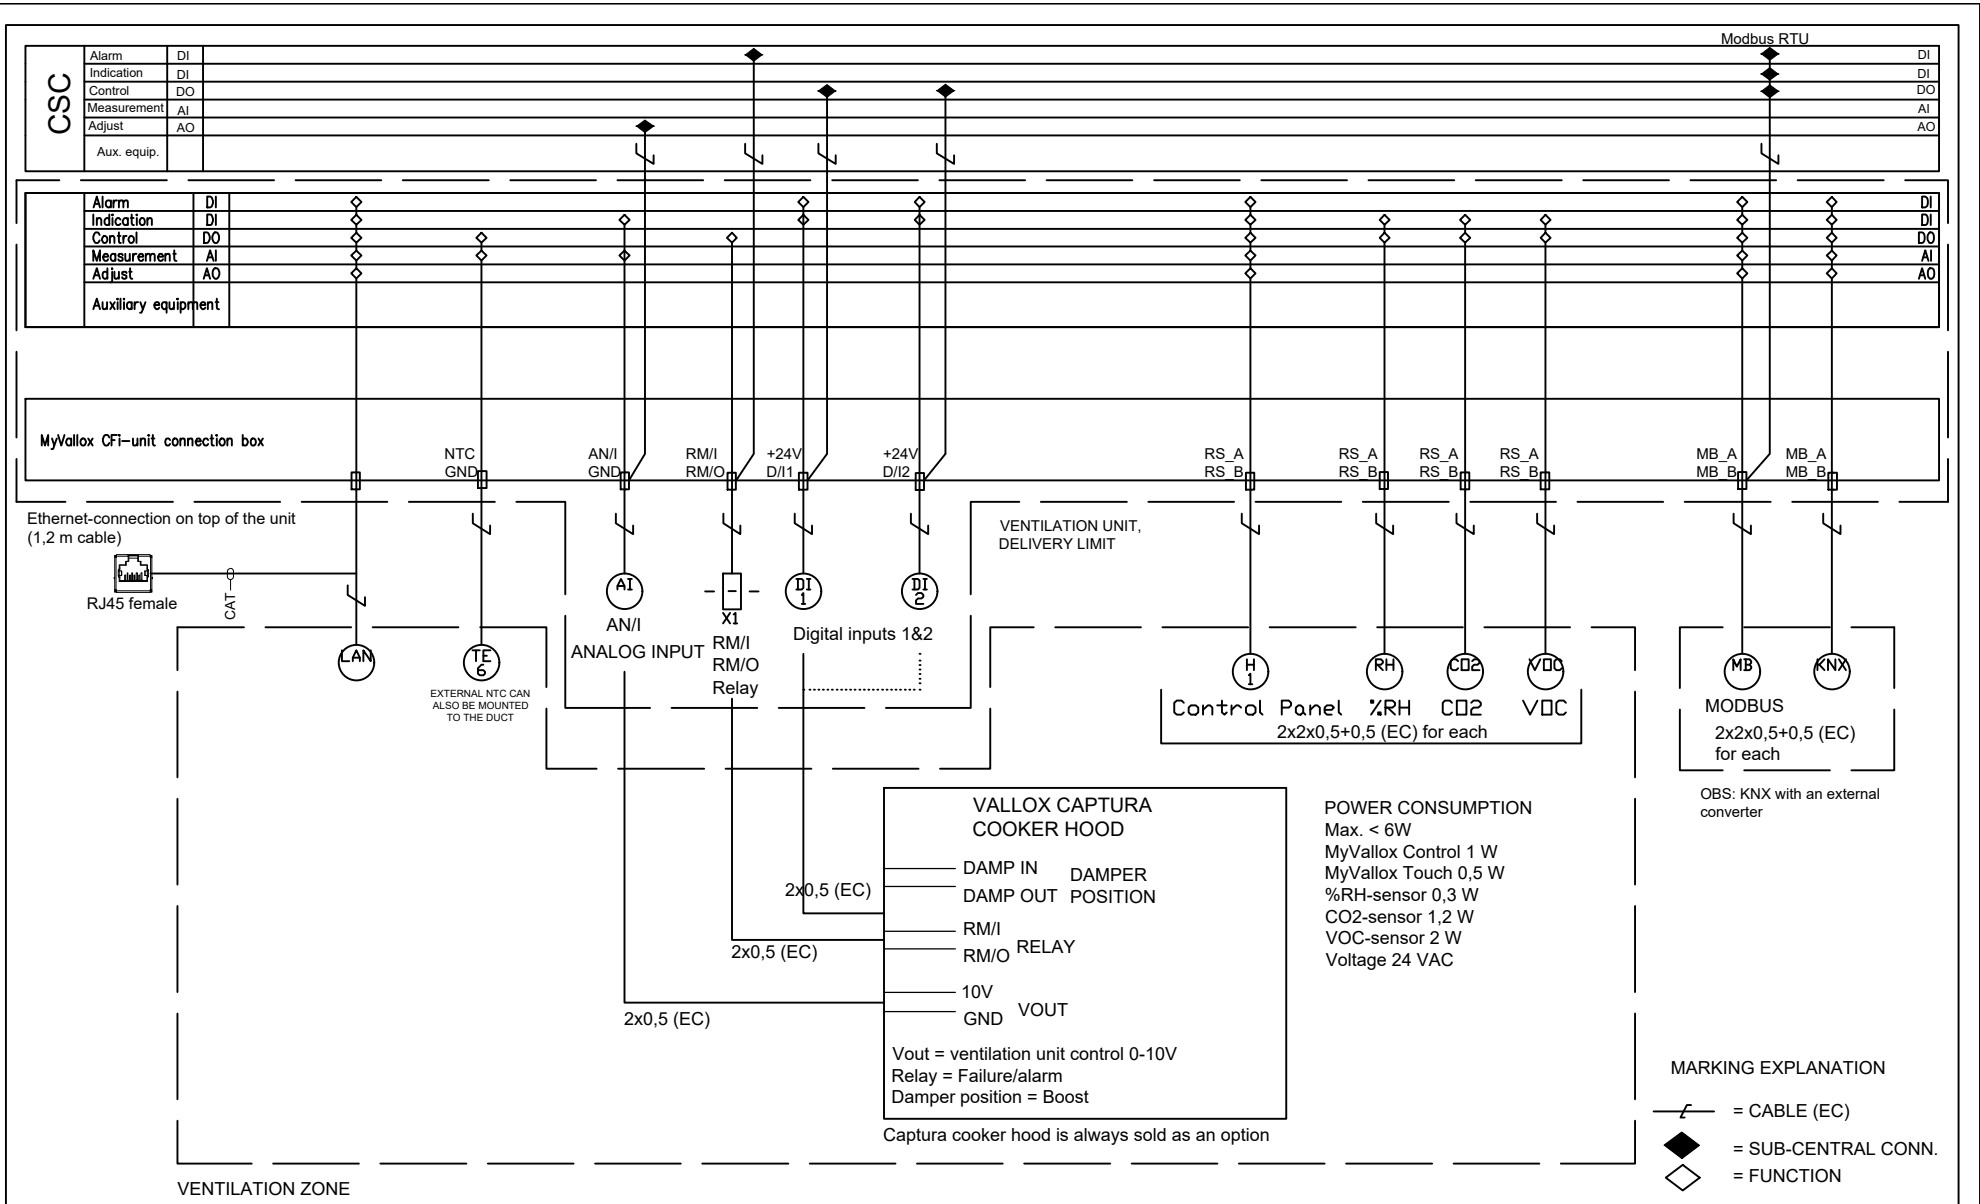 Modbus RTU
CSC
Alarm DI DI
Indication DI DI
Control DO DO
Measurement AI AI
Adjust AO AO
Aux. equip.
Alarm DI DI
Indication DI DI
Control DO DO
Measurement AI AI
Adjust AO AO
Auxiliary equipment
MyVallox CFi-unit connection box
NTC
GND
AN/I
GND
RM/I
RM/O
+24V
D/I1
+24V
D/I2
RS_A
RS_B
RS_A
RS_B
RS_A
RS_B
RS_A
RS_B
MB_A
MB_B
MB_A
MB_B
Ethernet-connection on top of the unit
(1,2 m cable)
RJ45 female
CAT
VENTILATION UNIT,
DELIVERY LIMIT
LAN
TE
6
EXTERNAL NTC CAN
ALSO BE MOUNTED
TO THE DUCT
AI
AN/I
ANALOG INPUT
X1
RM/I
RM/O
Relay
DI
1
DI
2
Digital inputs 1&2
H
1
RH
CO2
VOC
Control Panel %RH CO2 VOC
2x2x0,5+0,5 (EC) for each
MB
KNX
MODBUS
2x2x0,5+0,5 (EC)
for each
OBS: KNX with an external
converter
VALLOX CAPTURA
COOKER HOOD
DAMP IN
DAMP OUT
DAMPER
POSITION
RM/I
RM/O
RELAY
10V
GND
VOUT
2x0,5 (EC)
2x0,5 (EC)
2x0,5 (EC)
Vout = ventilation unit control 0-10V
Relay = Failure/alarm
Damper position = Boost
Captura cooker hood is always sold as an option
POWER CONSUMPTION
Max. < 6W
MyVallox Control 1 W
MyVallox Touch 0,5 W
%RH-sensor 0,3 W
CO2-sensor 1,2 W
VOC-sensor 2 W
Voltage 24 VAC
MARKING EXPLANATION
= CABLE (EC)
= SUB-CENTRAL CONN.
= FUNCTION
VENTILATION ZONE